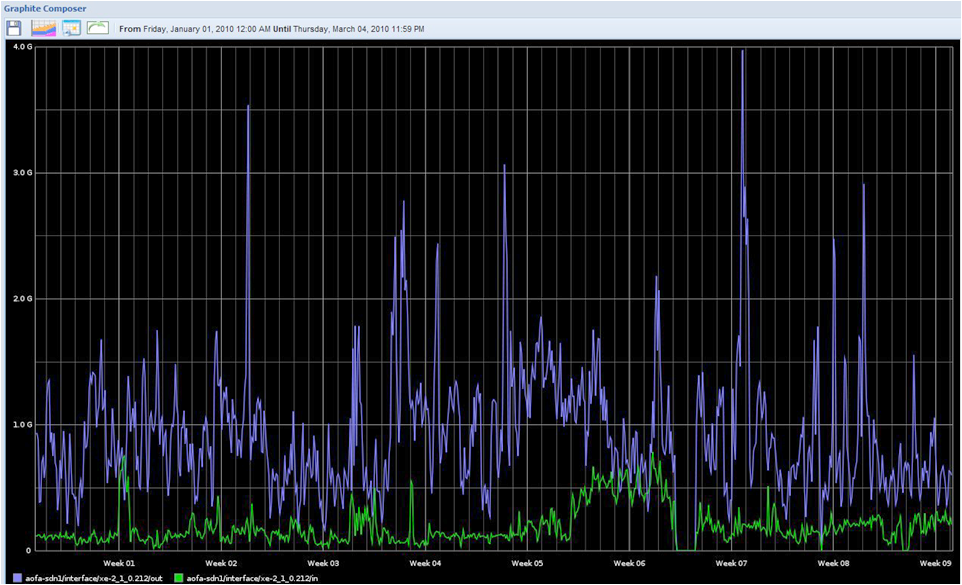 Graphite Composer
From Friday, January 01, 2010 12:00 AM Until Thursday, March 04, 2010 11:59 PM
4.0 G
3.0 G
2.0 G
1.0 G
0
Week 01 Week 02 Week 03 Week 04 Week 05 Week 06 Week 07 Week 08 Week 09
aofa-sdn1/interface/xe-2_1_0.212/out aofa-sdn1/interface/xe-2_1_0.212/in